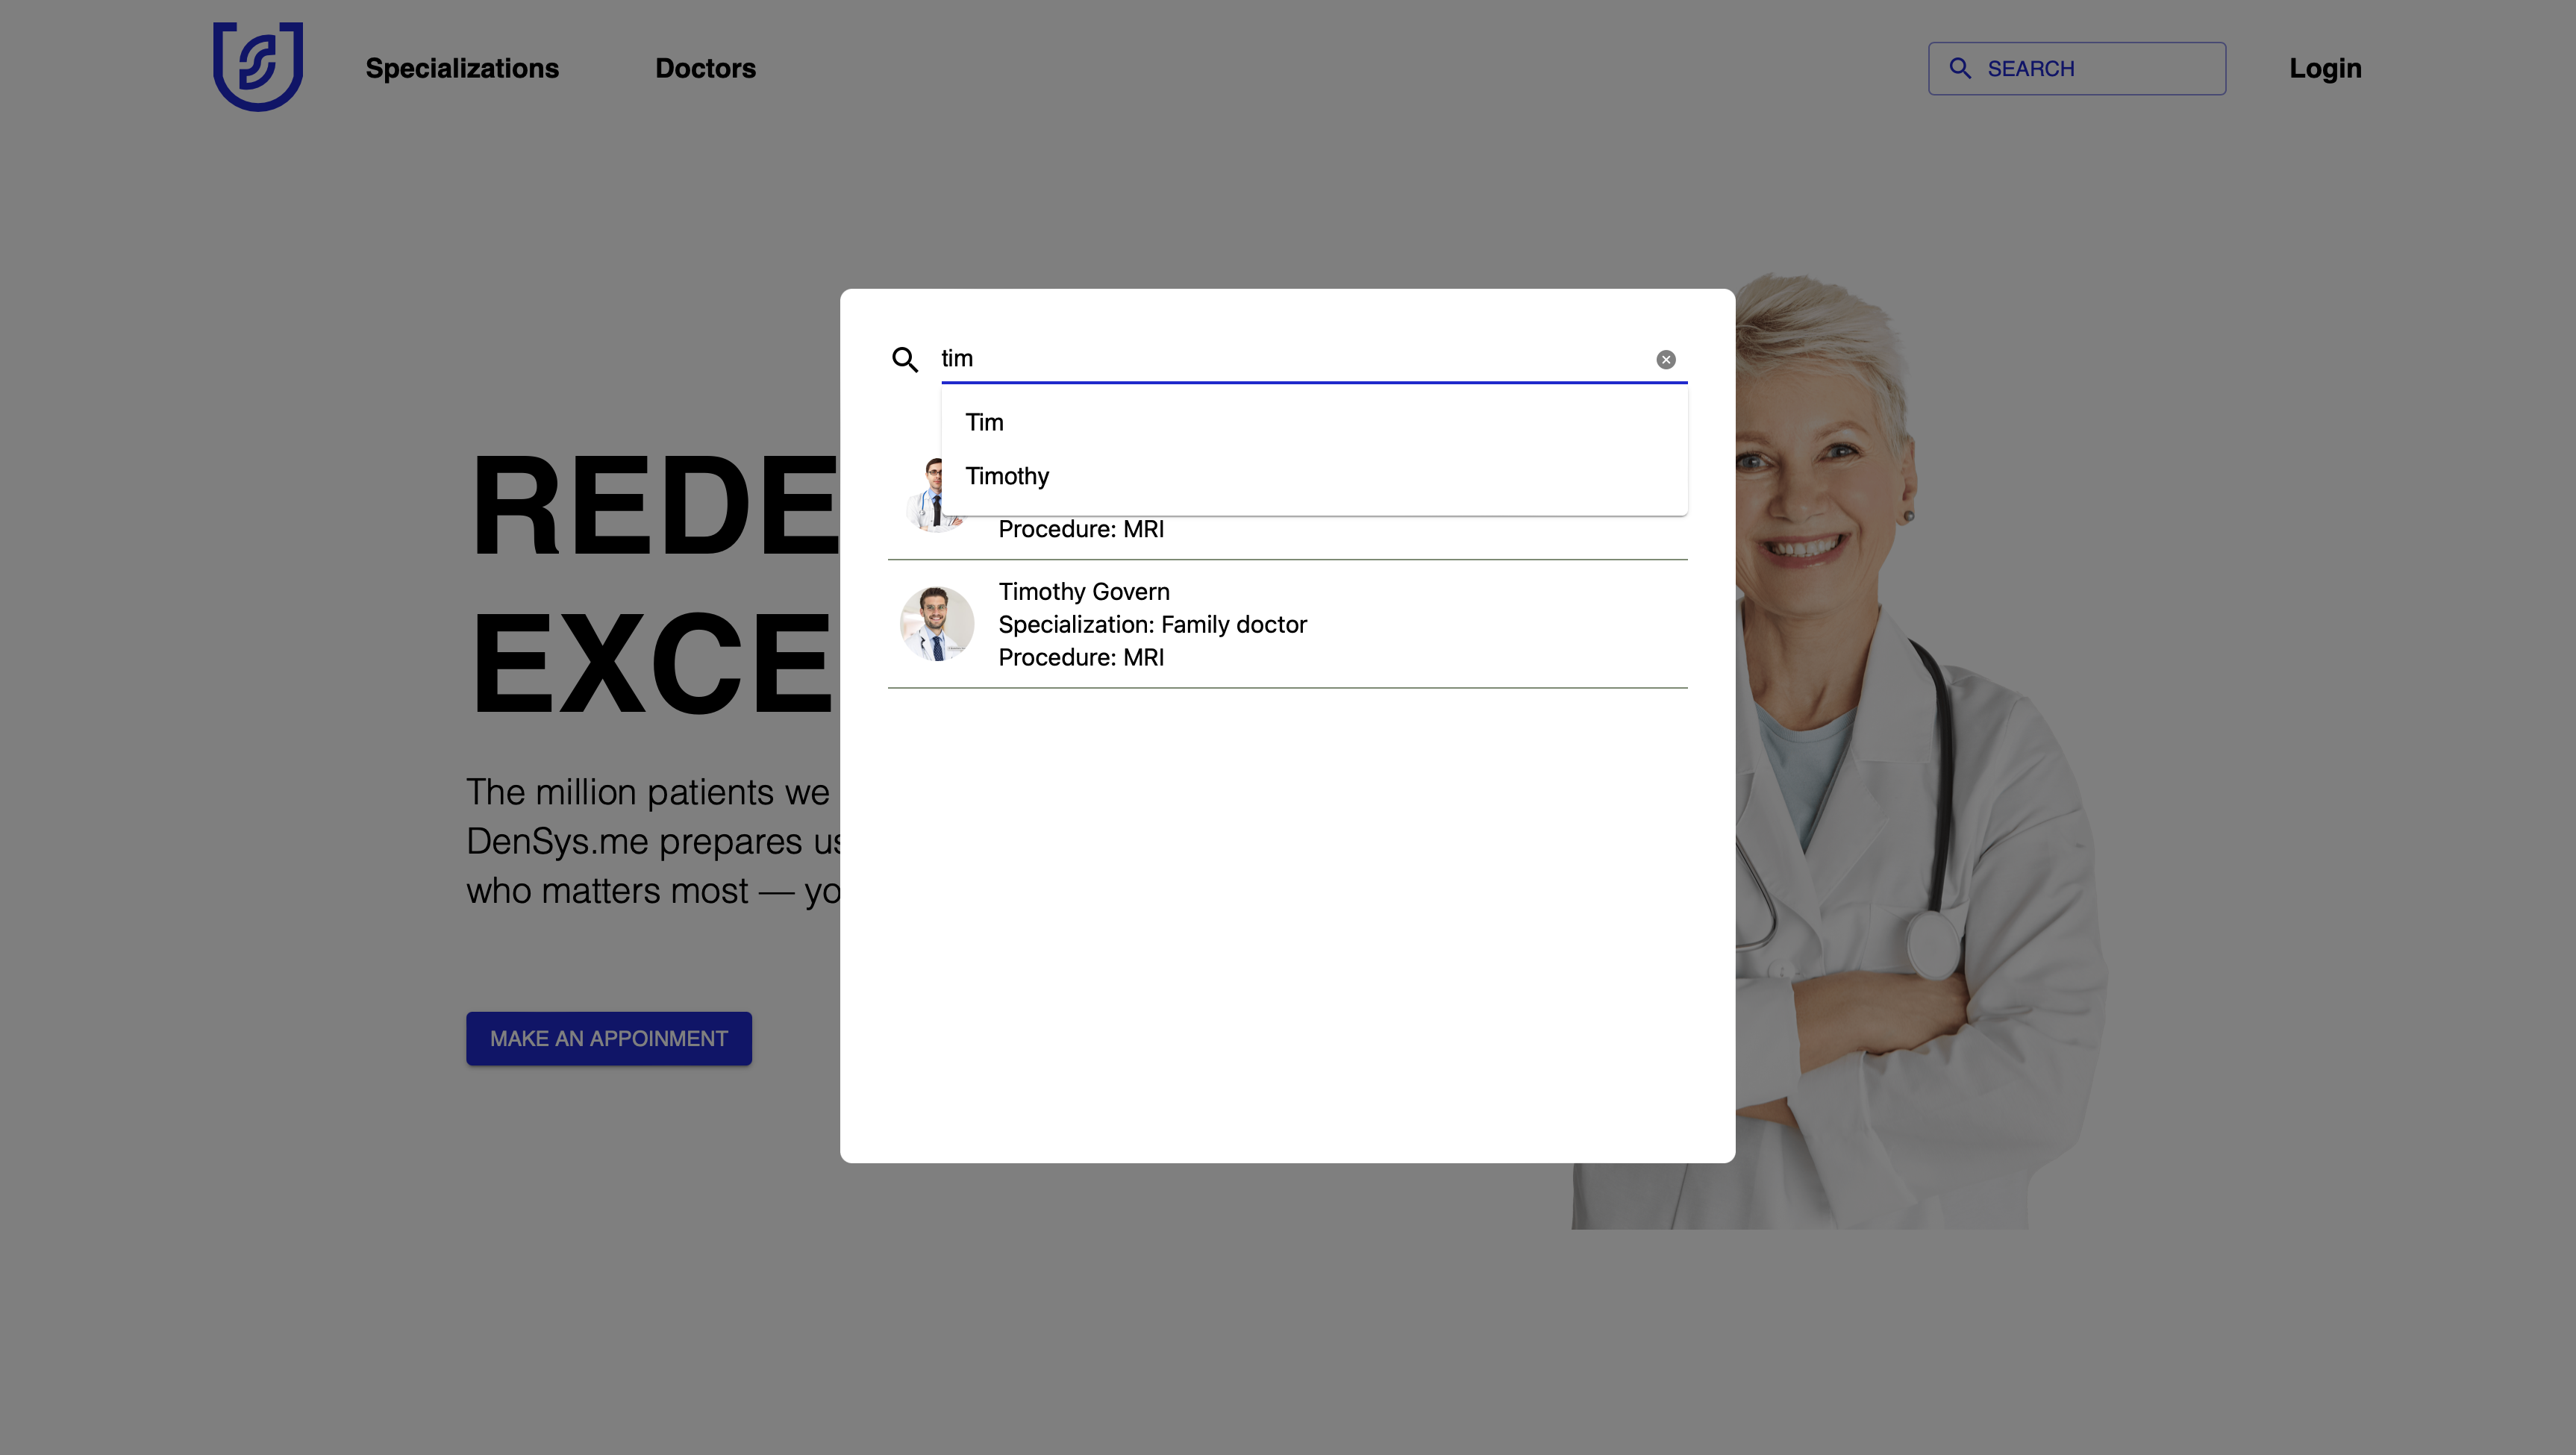 Specializations
Doctors
SEARCH
Login
tim
Tim
Timothy
Procedure: MRI
Timothy Govern
Specialization: Family doctor
Procedure: MRI
REDE
EXCE
The million patients we
DenSys.me prepares us
who matters most — yo
MAKE AN APPOINMENT